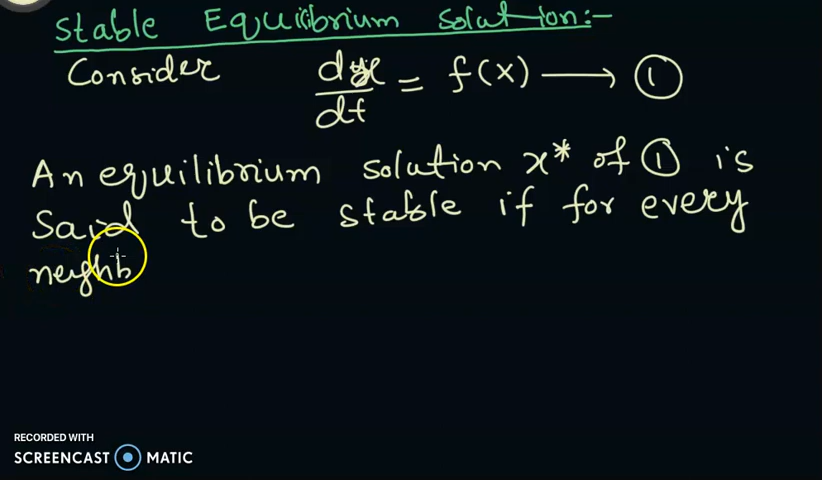 Stable Equilibrium Solution:-
Consider dx/dt = f(x) ⟶ ①
An equilibrium solution x* of ① is
Said to be stable if for every
neighb
RECORDED WITH
SCREENCAST MATIC